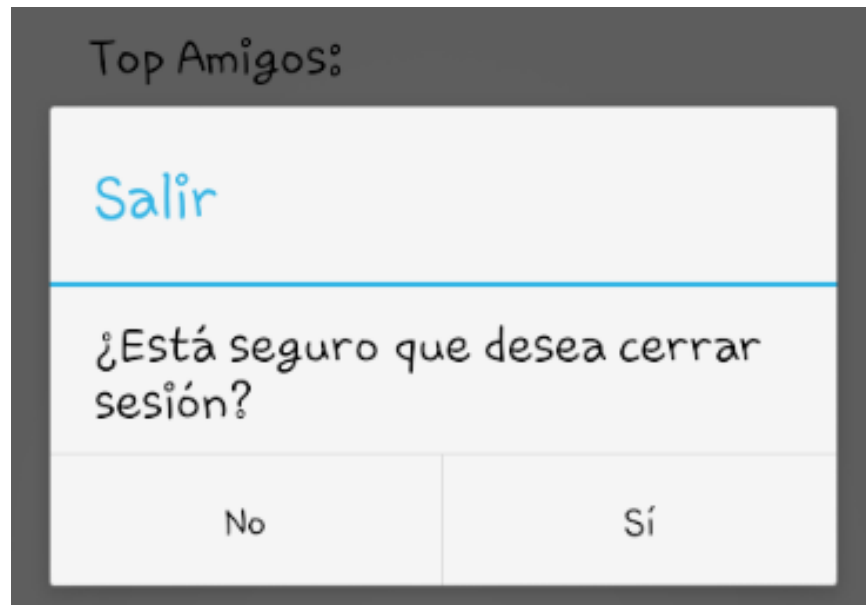 Top Amigos:
Salir
¿Está seguro que desea cerrar
sesión?
No
Sí